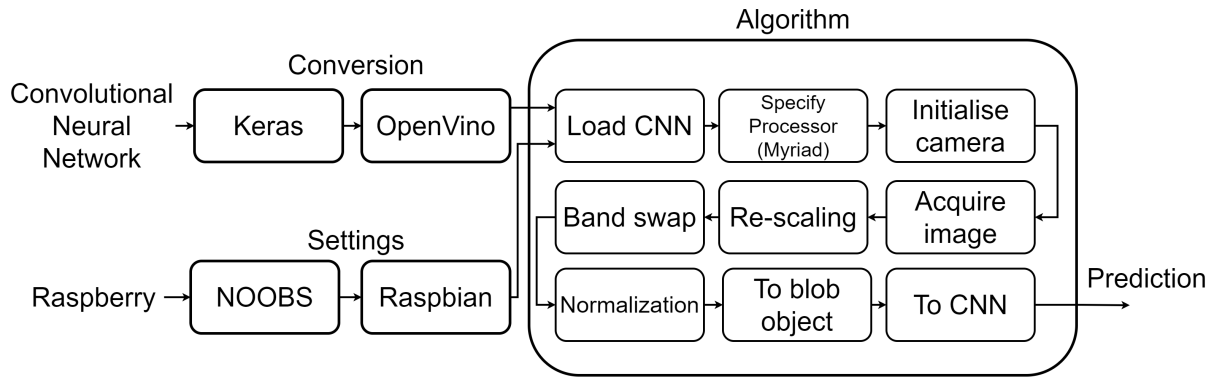 Algorithm
Conversion
Convolutional
Neural
Network
Keras
OpenVino
Load CNN
Specify
Processor
(Myriad)
Initialise
camera
Band swap
Re-scaling
Acquire
image
Settings
Raspberry
NOOBS
Raspbian
Normalization
To blob
object
To CNN
Prediction